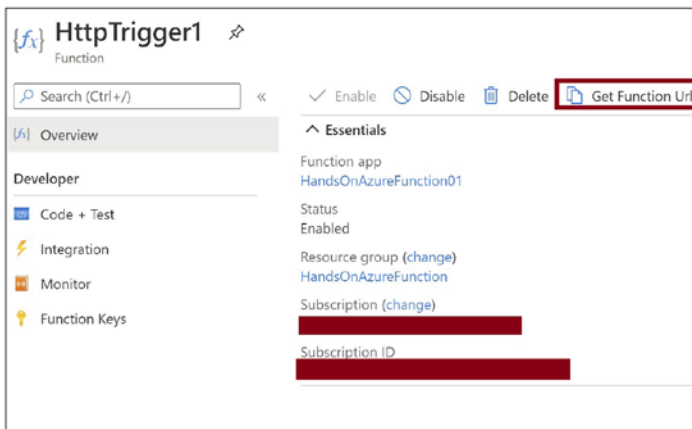 {fx} HttpTrigger1
Function
Search (Ctrl+/)
«
Enable Disable Delete Get Function Url
Overview
Essentials
Developer
Code + Test
Integration
Monitor
Function Keys
Function app
HandsOnAzureFunction01
Status
Enabled
Resource group (change)
HandsOnAzureFunction
Subscription (change)
Subscription ID